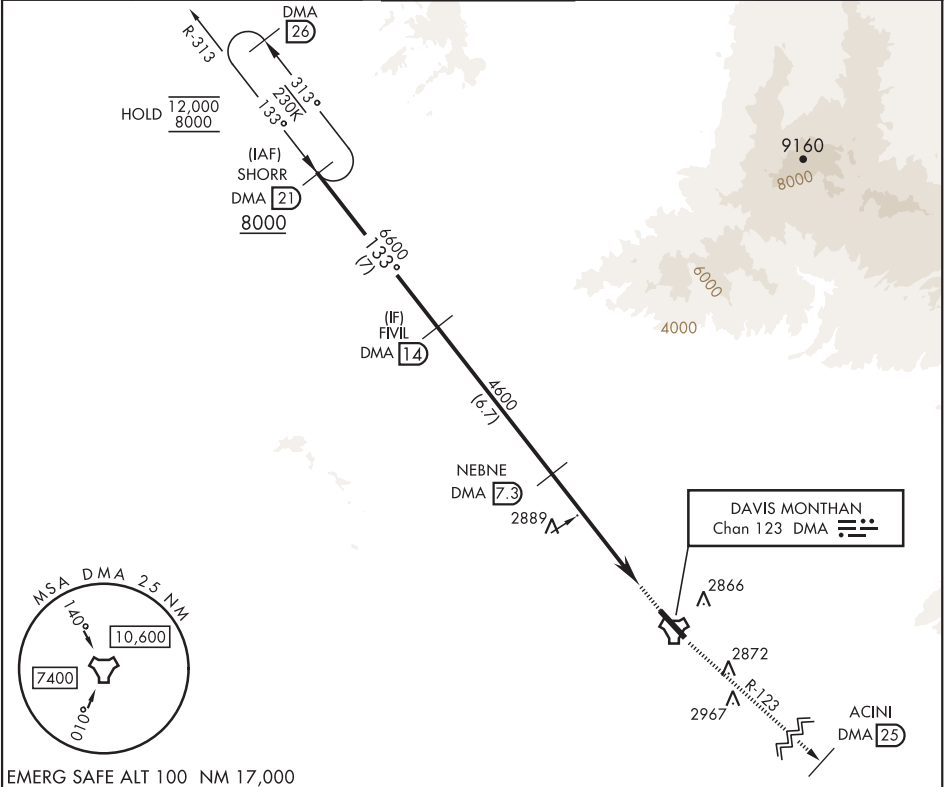 DMA
26
R-313
313°
230K
133°
HOLD 12,000
8000
(IAF)
SHORR
DMA 21
8000
9160
8000
6000
4000
6600
133°
(7)
(IF)
FIVIL
DMA 14
4600
(6.7)
NEBNE
DMA 7.3
2889
DAVIS MONTHAN
Chan 123 DMA
2866
2872
2967
R-123
ACINI
DMA 25
MSA DMA 25 NM
140°
10,600
7400
010°
EMERG SAFE ALT 100 NM 17,000